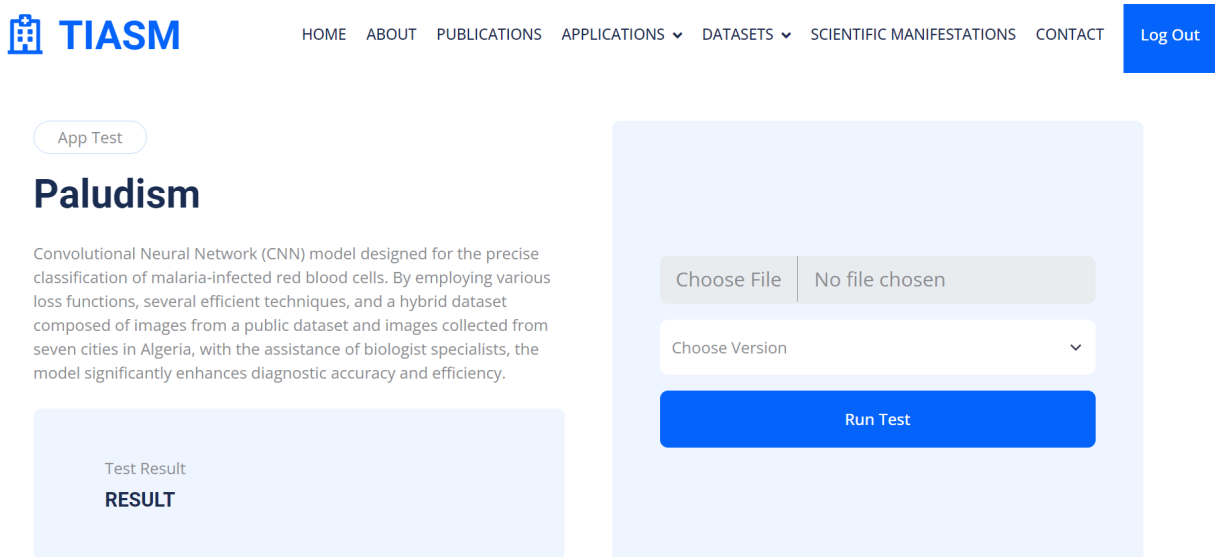 TIASM
HOME ABOUT PUBLICATIONS APPLICATIONS DATASETS SCIENTIFIC MANIFESTATIONS CONTACT Log Out
App Test
Paludism
Convolutional Neural Network (CNN) model designed for the precise
classification of malaria-infected red blood cells. By employing various
loss functions, several efficient techniques, and a hybrid dataset
composed of images from a public dataset and images collected from
seven cities in Algeria, with the assistance of biologist specialists, the
model significantly enhances diagnostic accuracy and efficiency.
Test Result
RESULT
Choose File No file chosen
Choose Version
Run Test